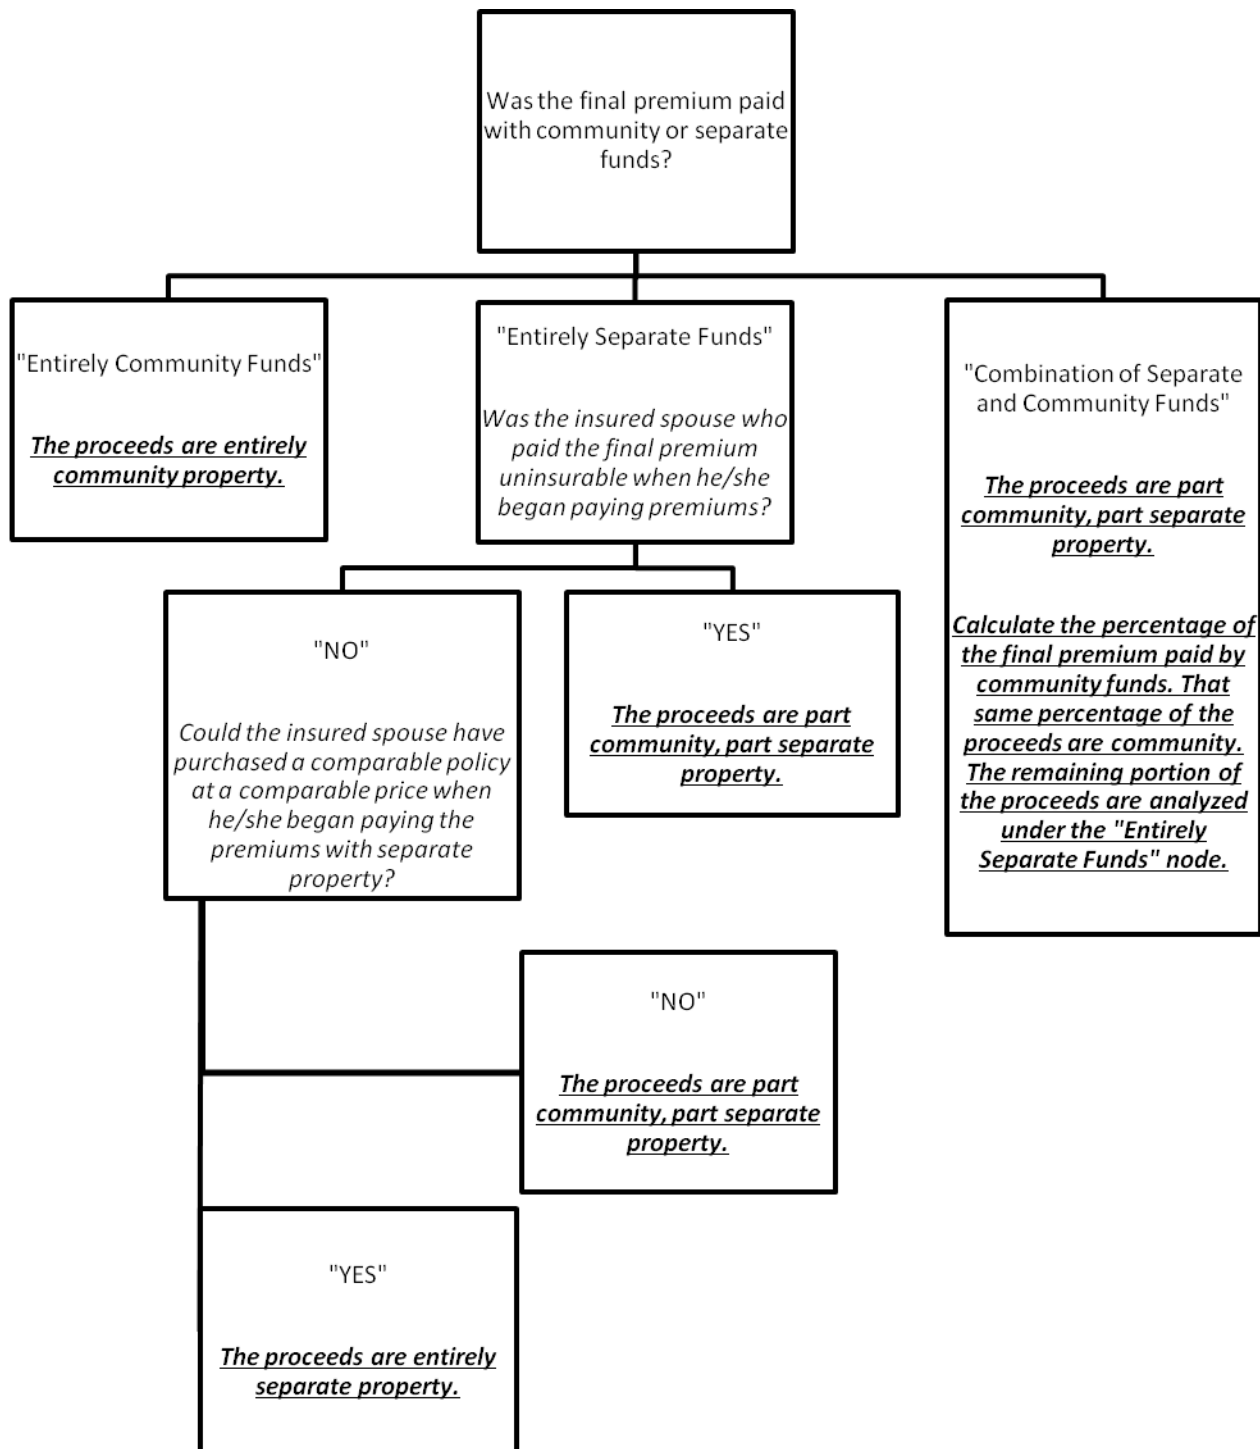 Was the final premium paid
with community or separate
funds?
"Entirely Community Funds"
The proceeds are entirely
community property.
"Entirely Separate Funds"
Was the insured spouse who
paid the final premium
uninsurable when he/she
began paying premiums?
"Combination of Separate
and Community Funds"
The proceeds are part
community, part separate
property.
Calculate the percentage of
the final premium paid by
community funds. That
same percentage of the
proceeds are community.
The remaining portion of
the proceeds are analyzed
under the "Entirely
Separate Funds" node.
"NO"
Could the insured spouse have
purchased a comparable policy
at a comparable price when
he/she began paying the
premiums with separate
property?
"YES"
The proceeds are part
community, part separate
property.
"NO"
The proceeds are part
community, part separate
property.
"YES"
The proceeds are entirely
separate property.